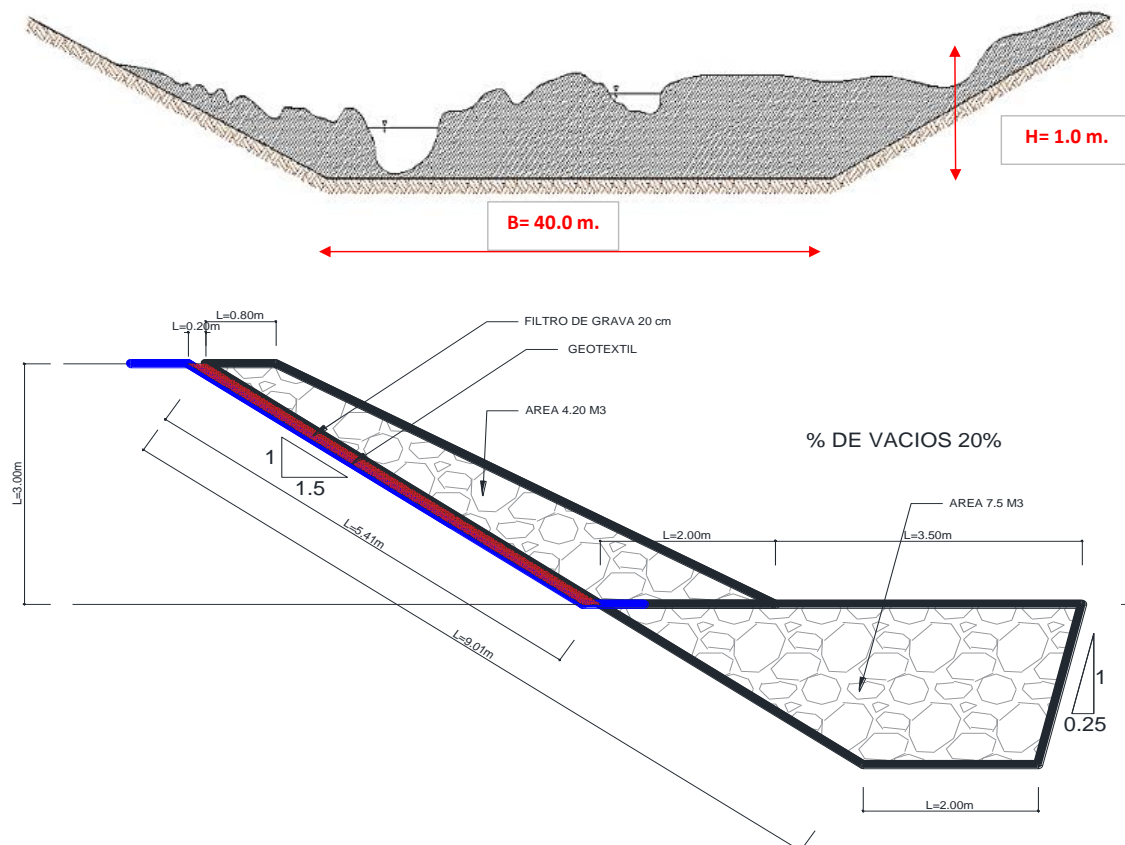 H= 1.0 m.
B= 40.0 m.
L=0.80m
L=0.20m
FILTRO DE GRAVA 20 cm
GEOTEXTIL
AREA 4.20 M3
% DE VACIOS 20%
1
1.5
L=3.00m
L=5.41m
L=2.00m
L=3.50m
AREA 7.5 M3
L=9.01m
1
0.25
L=2.00m